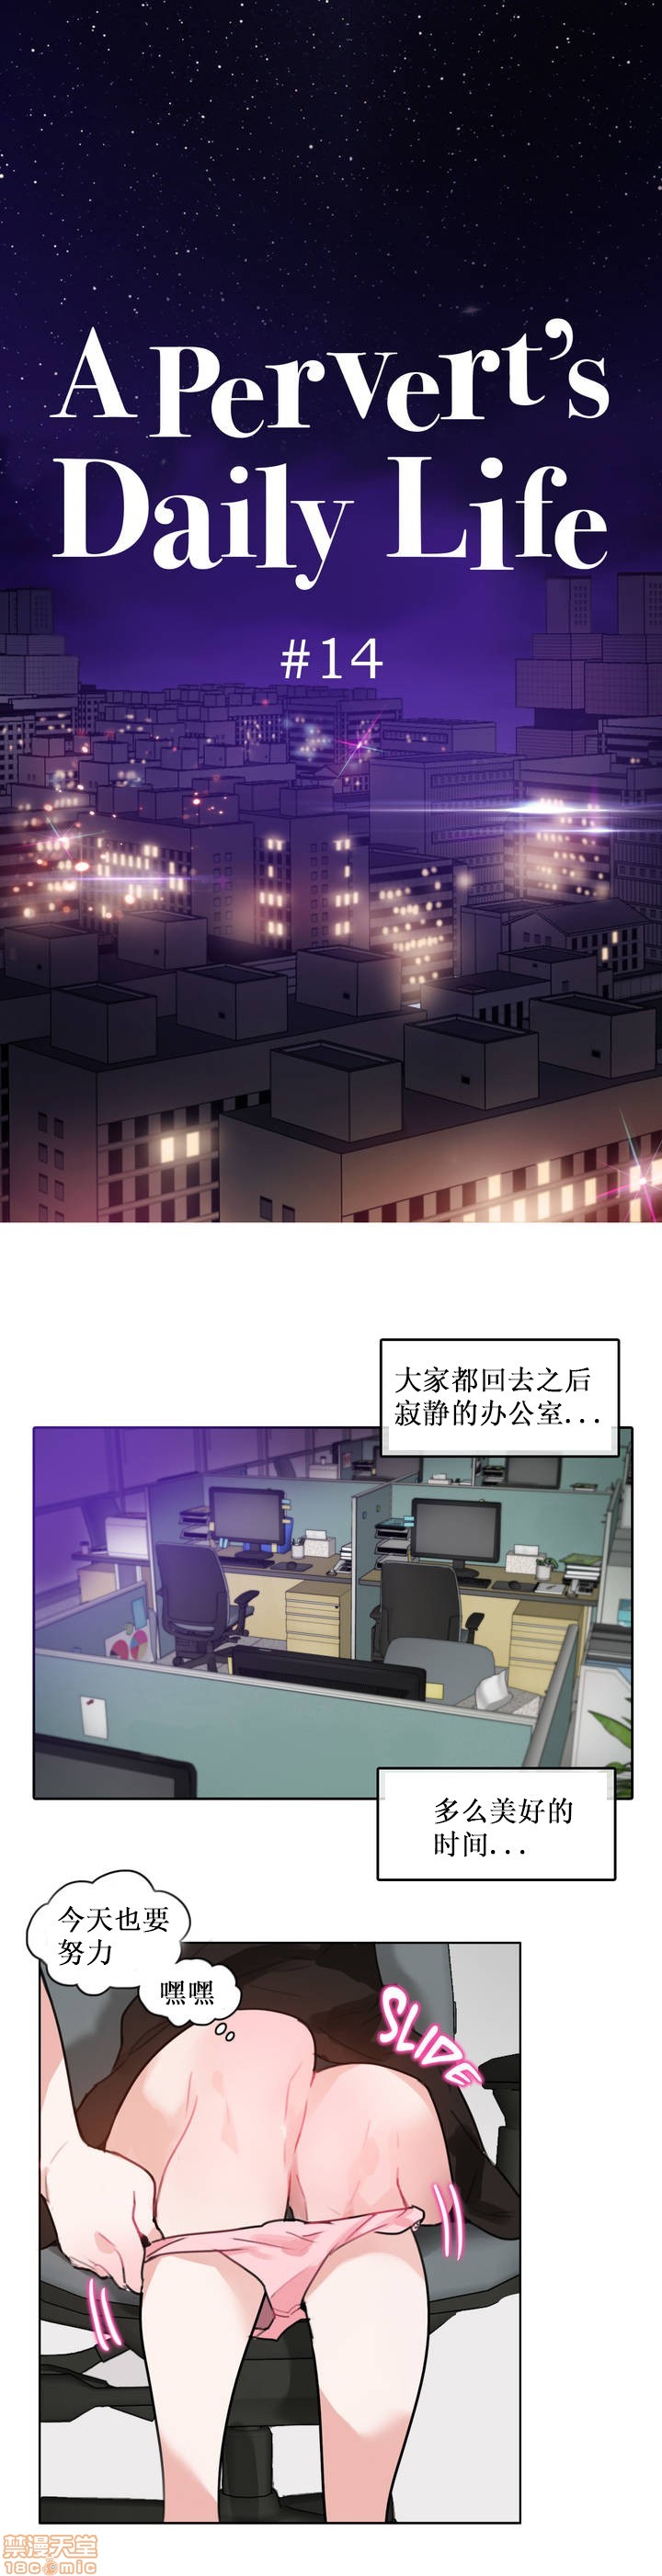 A Pervert's
Daily Life
#14
大家都回去之后
寂静的办公室...
多么美好的
时间...
今天也要
努力
嘿嘿
SLIDE
禁漫天堂
18comic